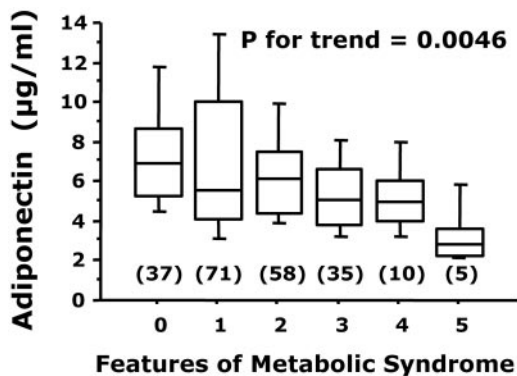 P for trend = 0.0046
Adiponectin (µg/ml)
14
12
10
8
6
4
2
0
(37) (71) (58) (35) (10) (5)
0 1 2 3 4 5
Features of Metabolic Syndrome